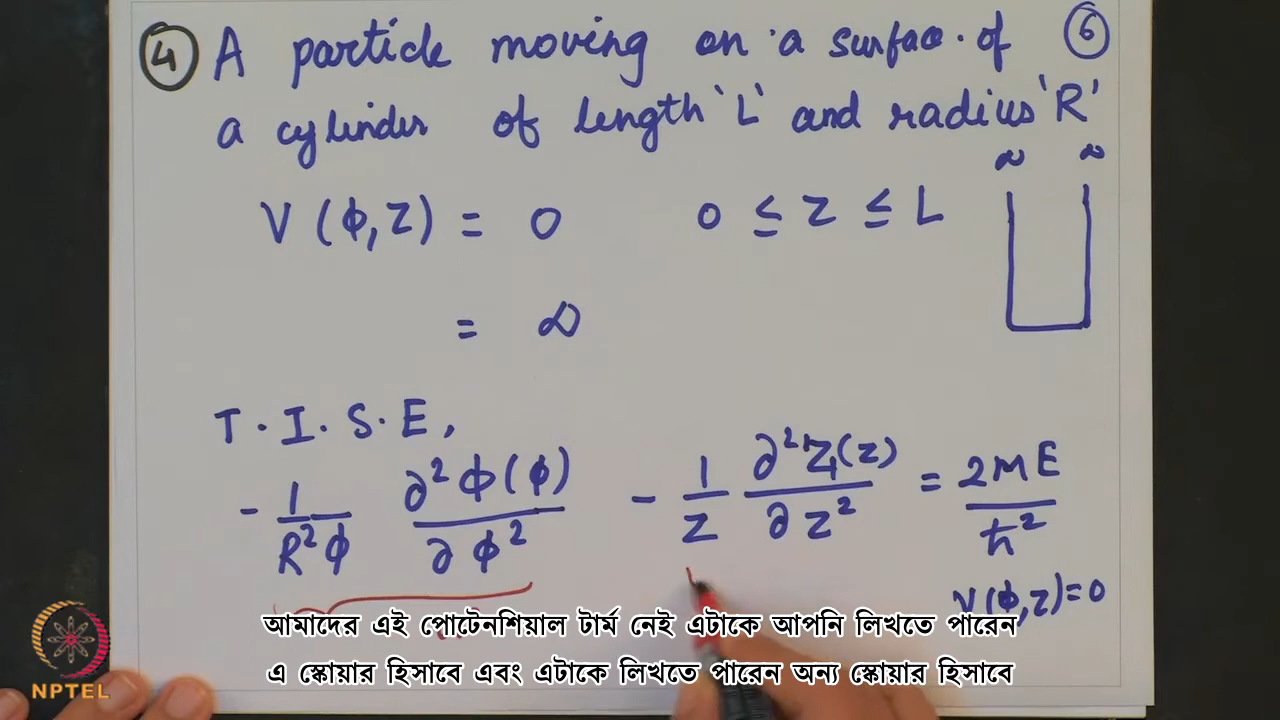 ④ A particle moving on a surface of ⑥
a cylinder of length 'L' and radius 'R'
∞ ∞
V (ϕ,Z) = 0 0 ≤ Z ≤ L
= ∞
T.I.S.E,
- 1/R²ϕ ∂²ϕ(ϕ)/∂ϕ² - 1/Z ∂²Z(z)/∂z² = 2ME/ħ²
V(ϕ,Z)=0
আমাদের এই পোটেনশিয়াল টার্ম নেই এটাকে আপনি লিখতে পারেন
এ স্কোয়ার হিসাবে এবং এটাকে লিখতে পারেন অন্য স্কোয়ার হিসাবে
NPTEL